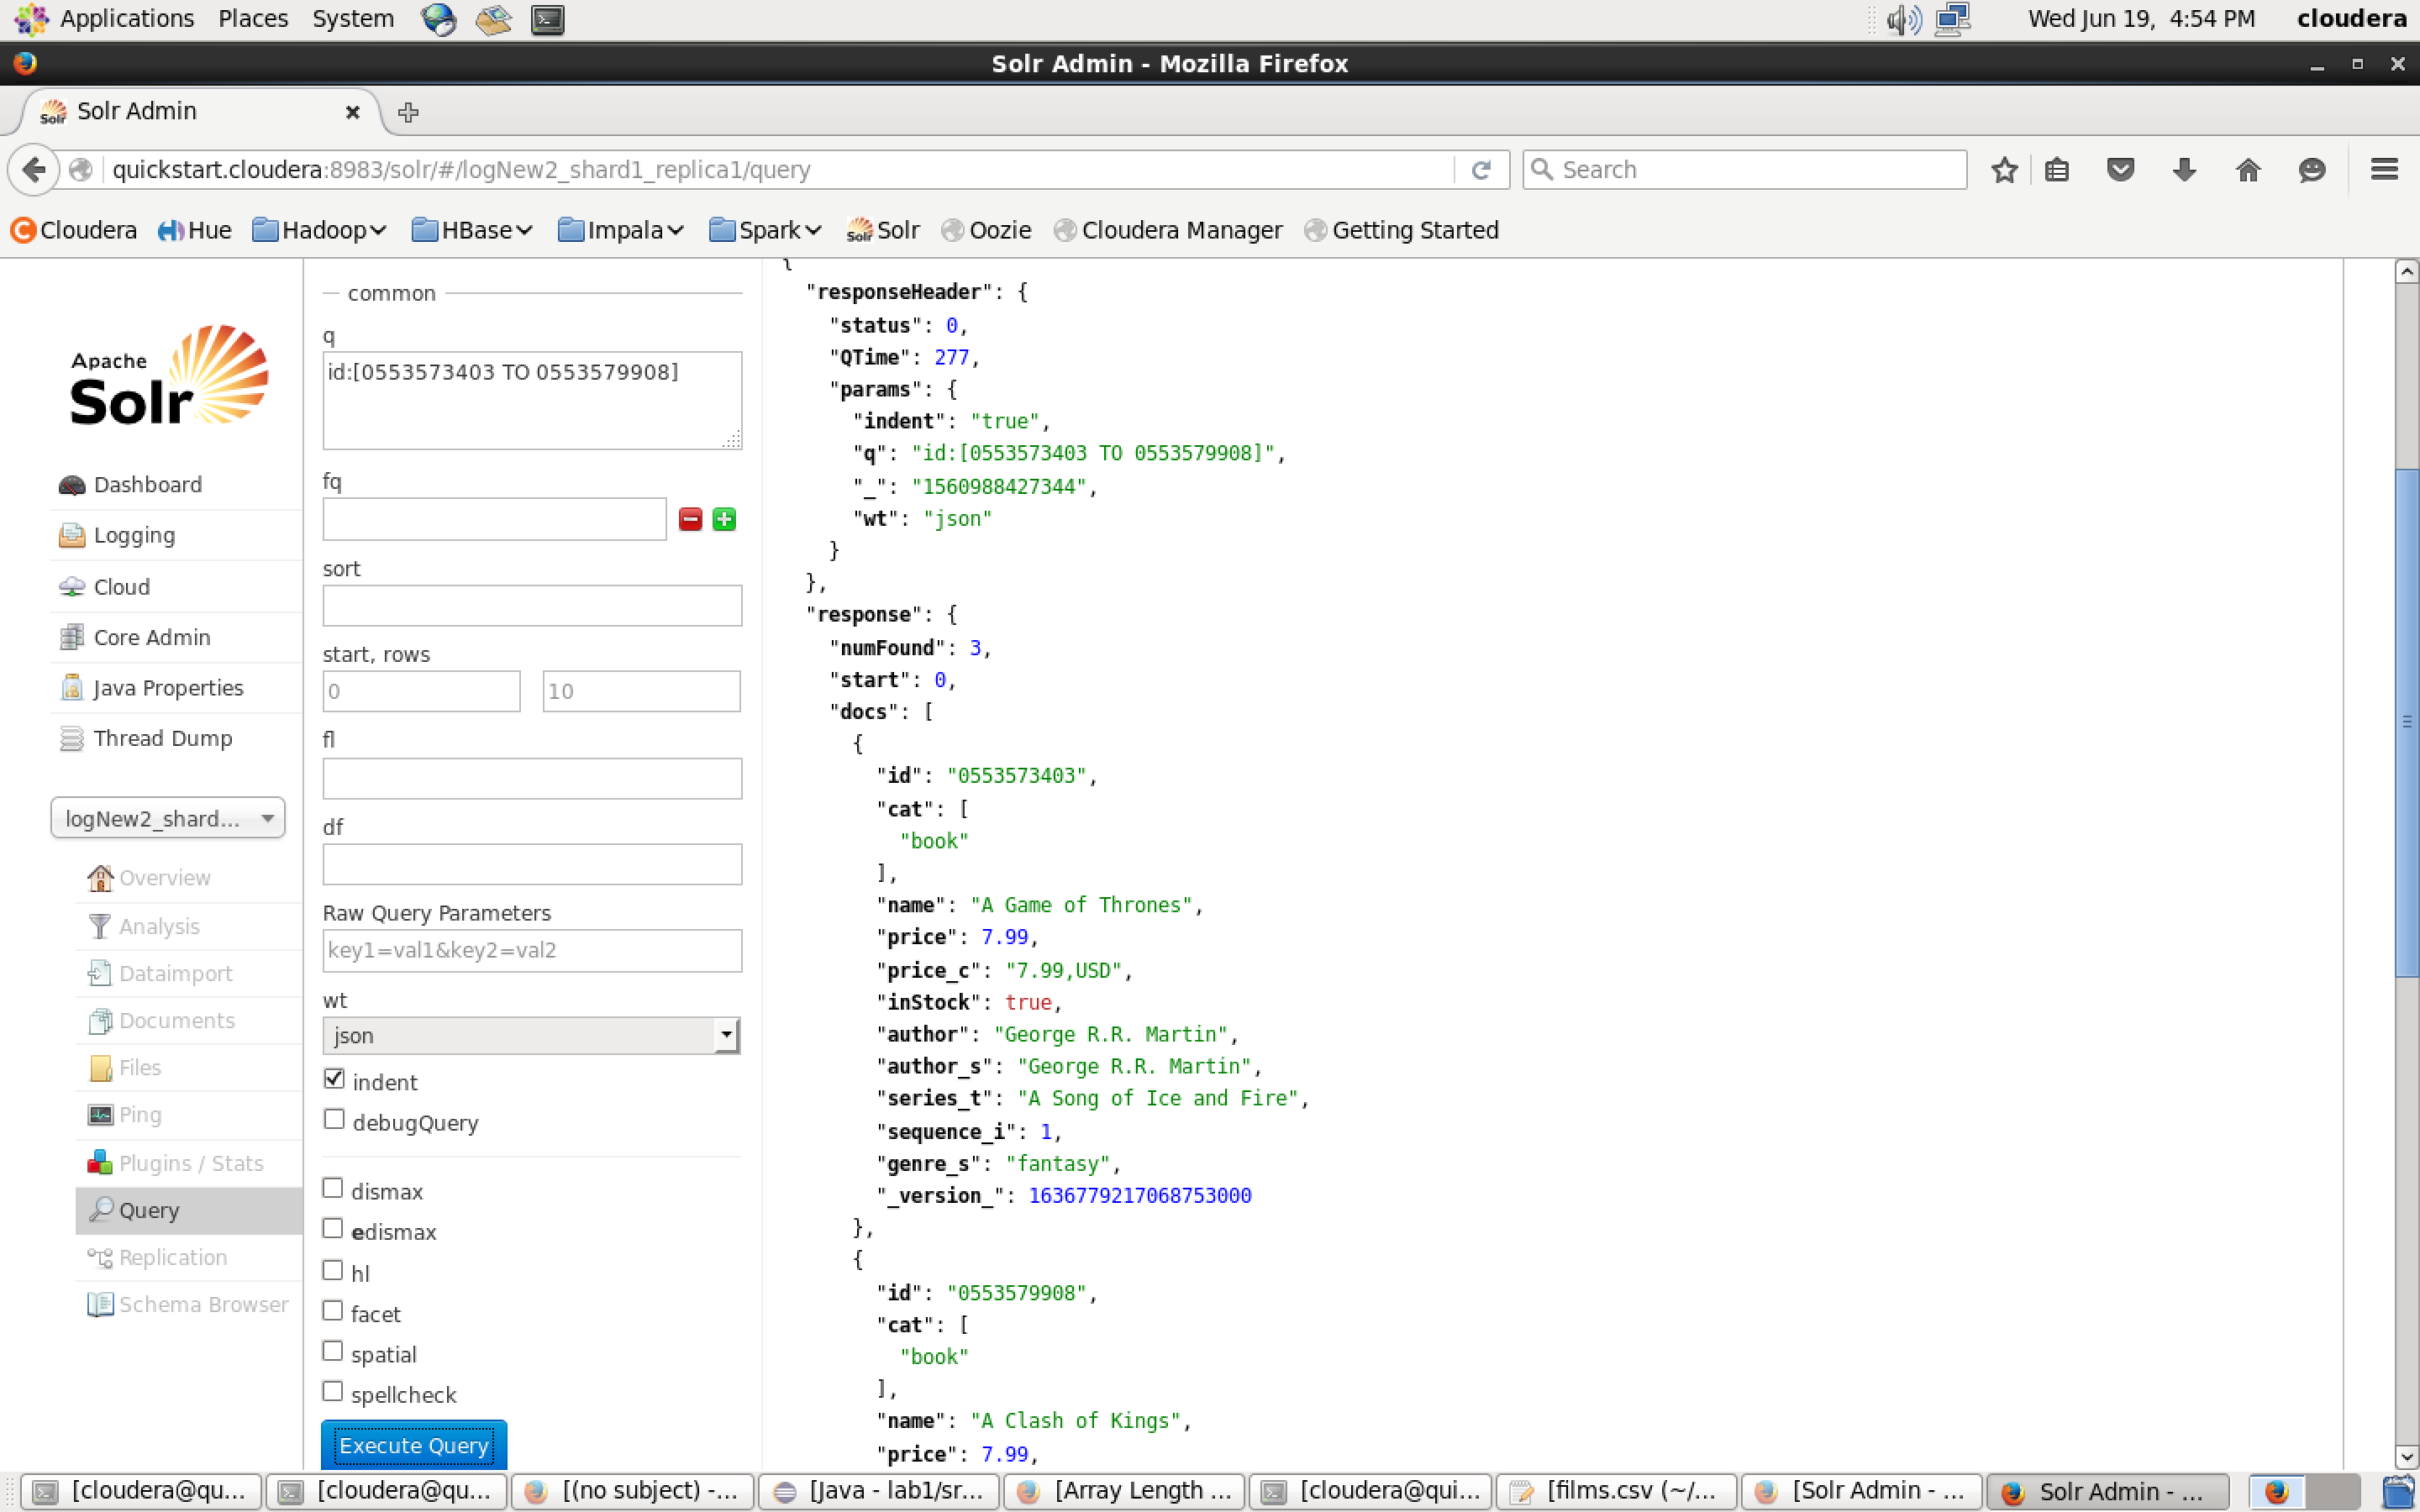 Applications Places System Wed Jun 19, 4:54 PM cloudera
Solr Admin - Mozilla Firefox
Solr Solr Admin
quickstart.cloudera:8983/solr/#/logNew2_shard1_replica1/query Search
Cloudera Hue Hadoop HBase Impala Spark Solr Solr Oozie Cloudera Manager Getting Started
Apache
Solr
Dashboard
Logging
Cloud
Core Admin
Java Properties
Thread Dump
logNew2_shard...
Overview
Analysis
Dataimport
Documents
Files
Ping
Plugins / Stats
Query
Replication
Schema Browser
common
q
id:[0553573403 TO 0553579908]
fq
sort
start, rows
0 10
fl
df
Raw Query Parameters
key1=val1&key2=val2
wt
json
indent
debugQuery
dismax
edismax
hl
facet
spatial
spellcheck
Execute Query
{
"responseHeader": {
"status": 0,
"QTime": 277,
"params": {
"indent": "true",
"q": "id:[0553573403 TO 0553579908]",
"_": "1560988427344",
"wt": "json"
}
},
"response": {
"numFound": 3,
"start": 0,
"docs": [
{
"id": "0553573403",
"cat": [
"book"
],
"name": "A Game of Thrones",
"price": 7.99,
"price_c": "7.99,USD",
"inStock": true,
"author": "George R.R. Martin",
"author_s": "George R.R. Martin",
"series_t": "A Song of Ice and Fire",
"sequence_i": 1,
"genre_s": "fantasy",
"_version_": 1636779217068753000
},
{
"id": "0553579908",
"cat": [
"book"
],
"name": "A Clash of Kings",
"price": 7.99,
[cloudera@qu... [cloudera@qu... [(no subject) -... [Java - lab1/sr... [Array Length ... [cloudera@qui... [films.csv (~/... [Solr Admin - ... Solr Admin - ...